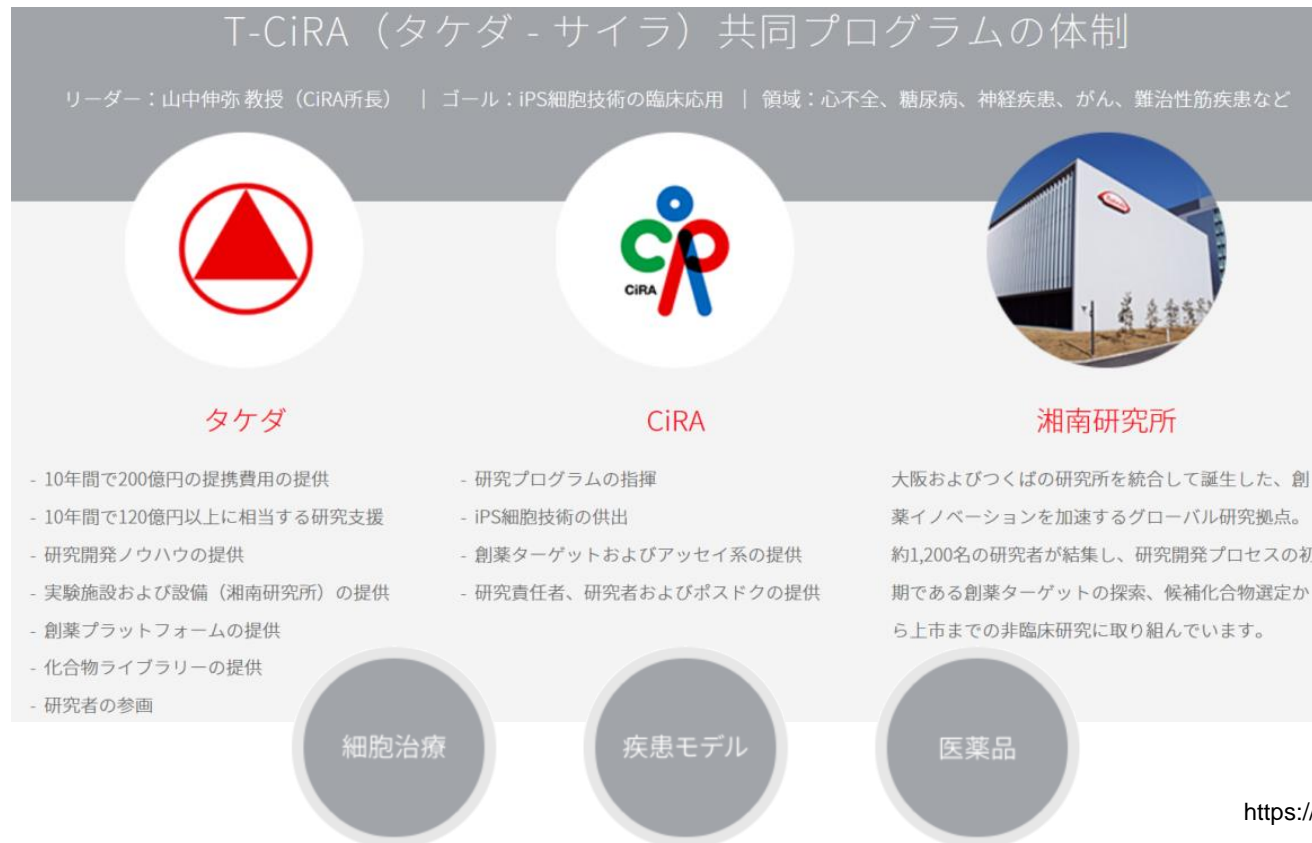 T-CiRA（タケダ - サイラ）共同プログラムの体制
リーダー：山中伸弥 教授（CiRA所長） | ゴール：iPS細胞技術の臨床応用 | 領域：心不全、糖尿病、神経疾患、がん、難治性筋疾患など
CiRA
Takeda
タケダ
- 10年間で200億円の提携費用の提供
- 10年間で120億円以上に相当する研究支援
- 研究開発ノウハウの提供
- 実験施設および設備（湘南研究所）の提供
- 創薬プラットフォームの提供
- 化合物ライブラリーの提供
- 研究者の参画
CiRA
- 研究プログラムの指揮
- iPS細胞技術の供出
- 創薬ターゲットおよびアッセイ系の提供
- 研究責任者、研究者およびポスドクの提供
湘南研究所
大阪およびつくばの研究所を統合して誕生した、創
薬イノベーションを加速するグローバル研究拠点。
約1,200名の研究者が結集し、研究開発プロセスの初
期である創薬ターゲットの探索、候補化合物選定か
ら上市までの非臨床研究に取り組んでいます。
細胞治療
疾患モデル
医薬品
https://